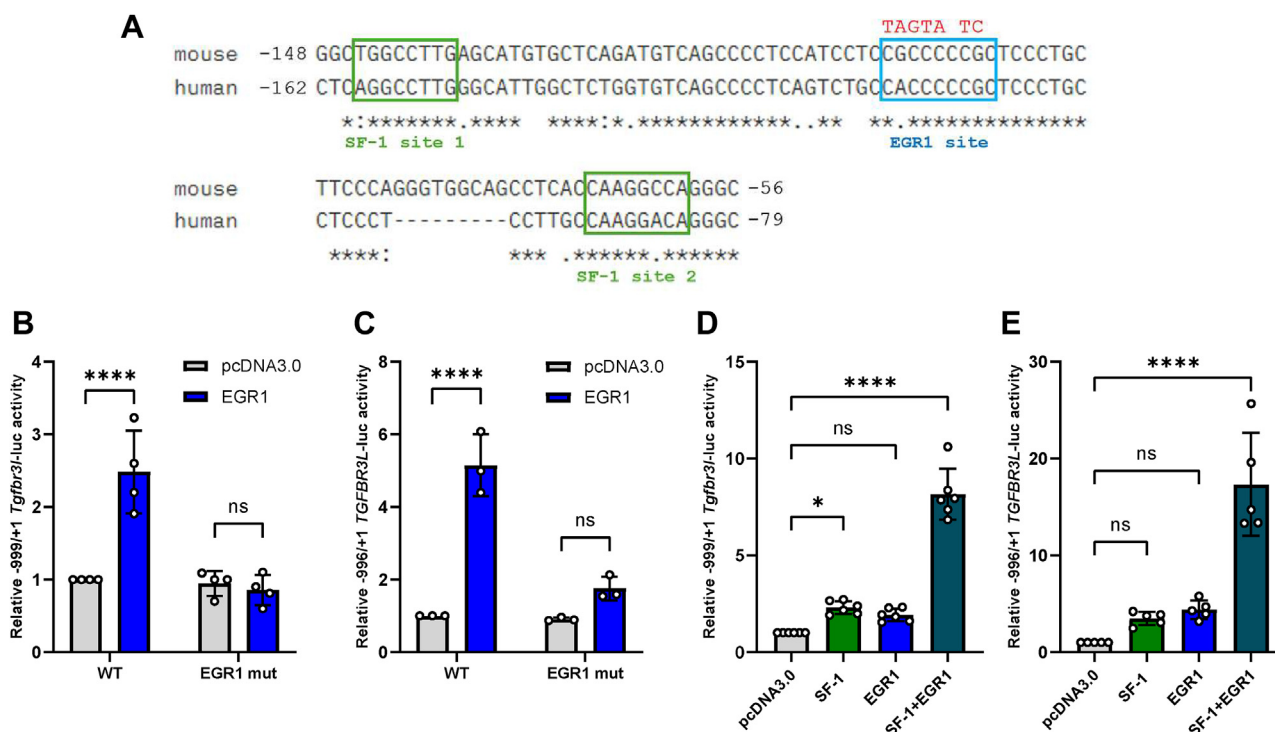 A
TAGTA TC
mouse -148 GGCTGGCCTTGAGCATGTGCTCAGATGTCAGCCCCTCCATCCTCCGCCCCCGCTCCCTGC
human -162 CTCAGGCCTTGGGCATTGGCTCTGGTGTCAGCCCCTCAGTCTGCCACCCCCGCTCCCTGC
*:*******.**** ****:*.************..** **.**************
SF-1 site 1 EGR1 site
mouse TTCCCAGGGTGGCAGCCTCACCAAGGCCAGGGC -56
human CTCCCT---------CCTTGCCAAGGACAGGGC -79
****: *** .******.******
SF-1 site 2
B
Relative -999/+1 Tgfbr3l-luc activity
4
3
2
1
0
****
ns
pcDNA3.0
EGR1
WT
EGR1 mut
C
Relative -996/+1 TGFBR3L-luc activity
8
6
4
2
0
****
ns
pcDNA3.0
EGR1
WT
EGR1 mut
D
Relative -999/+1 Tgfbr3l-luc activity
15
10
5
0
****
ns
*
pcDNA3.0
SF-1
EGR1
SF-1+EGR1
E
Relative -996/+1 TGFBR3L-luc activity
30
20
10
0
****
ns
ns
pcDNA3.0
SF-1
EGR1
SF-1+EGR1